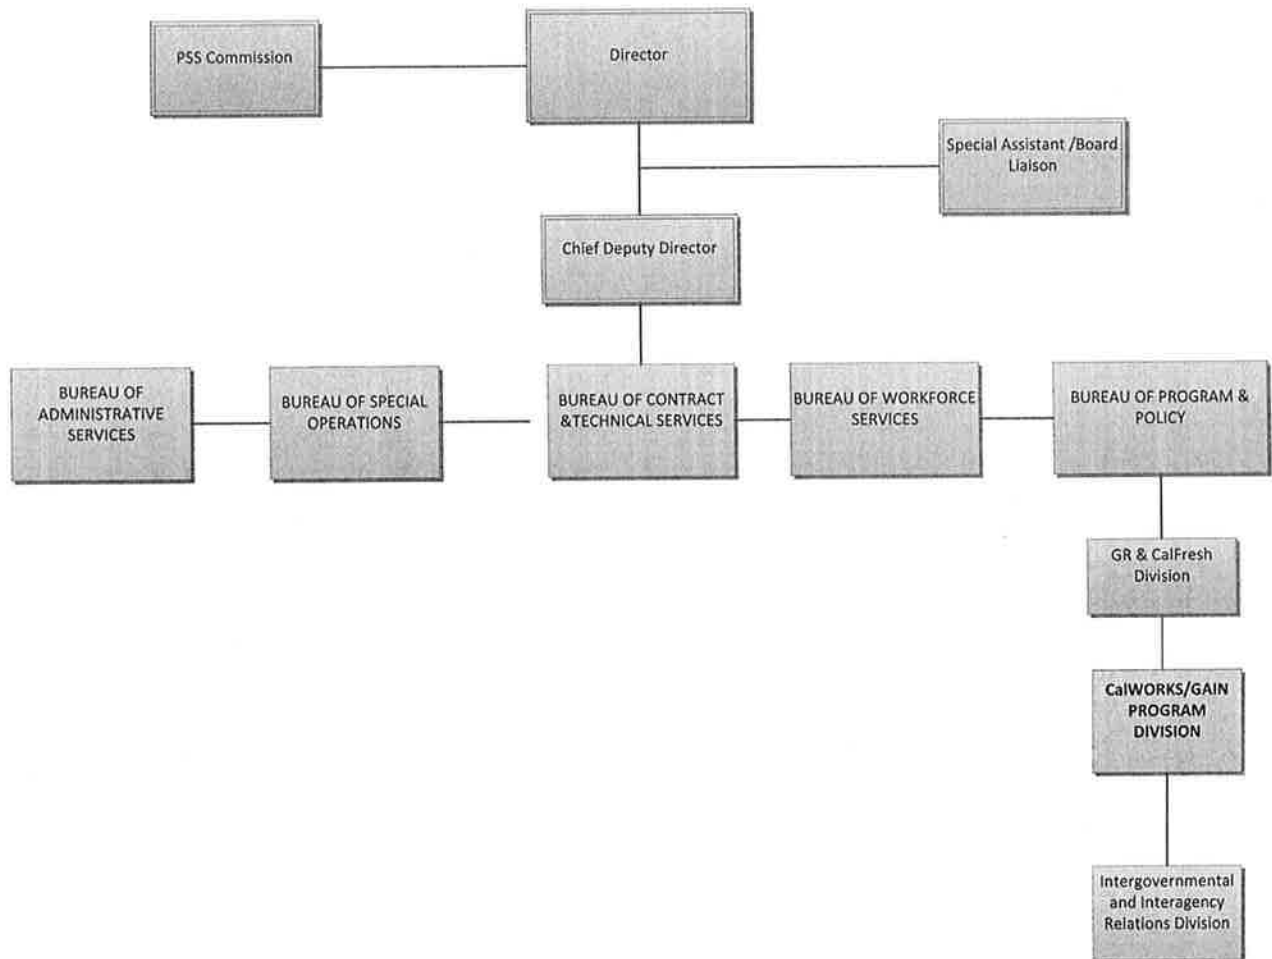 PSS Commission
Director
Special Assistant /Board
Liaison
Chief Deputy Director
BUREAU OF
ADMINISTRATIVE
SERVICES
BUREAU OF SPECIAL
OPERATIONS
BUREAU OF CONTRACT
&TECHNICAL SERVICES
BUREAU OF WORKFORCE
SERVICES
BUREAU OF PROGRAM &
POLICY
GR & CalFresh
Division
CalWORKS/GAIN
PROGRAM
DIVISION
Intergovernmental
and Interagency
Relations Division